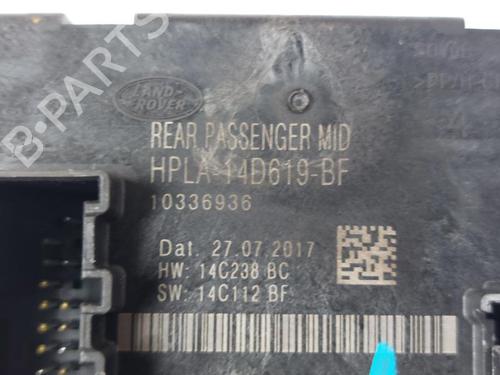 LAND-
ROVER
REAR PASSENGER MID
HPLA-14D619-BF
10336936
Dat. 27.07.2017
HW: 14C238 BC
SW: 14C112 BF
B-PARTS